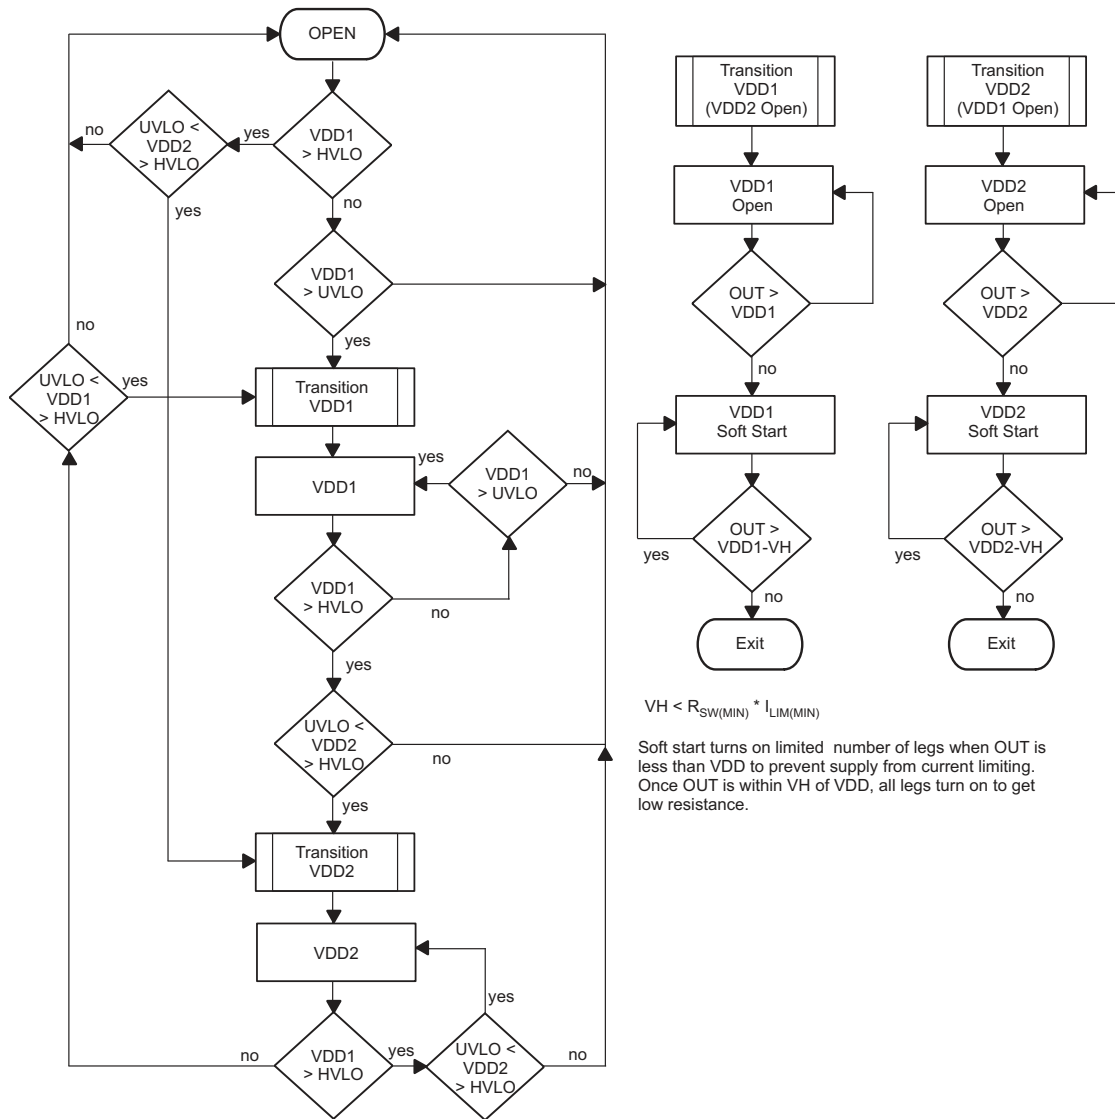 OPEN
VDD1
> HVLO
yes
no
UVLO <
VDD2
> HVLO
no
yes
VDD1
> UVLO
yes
no
UVLO <
VDD1
> HVLO
yes
Transition
VDD1
VDD1
yes
VDD1
> UVLO
no
VDD1
> HVLO
no
yes
UVLO <
VDD2
> HVLO
no
yes
Transition
VDD2
VDD2
yes
no
VDD1
> HVLO
yes
UVLO <
VDD2
> HVLO
no
Transition
VDD1
(VDD2 Open)
VDD1
Open
OUT >
VDD1
no
VDD1
Soft Start
OUT >
VDD1-VH
yes
no
Exit
Transition
VDD2
(VDD1 Open)
VDD2
Open
OUT >
VDD2
no
VDD2
Soft Start
OUT >
VDD2-VH
yes
no
Exit
VH < RSW(MIN) * ILIM(MIN)
Soft start turns on limited number of legs when OUT is
less than VDD to prevent supply from current limiting.
Once OUT is within VH of VDD, all legs turn on to get
low resistance.